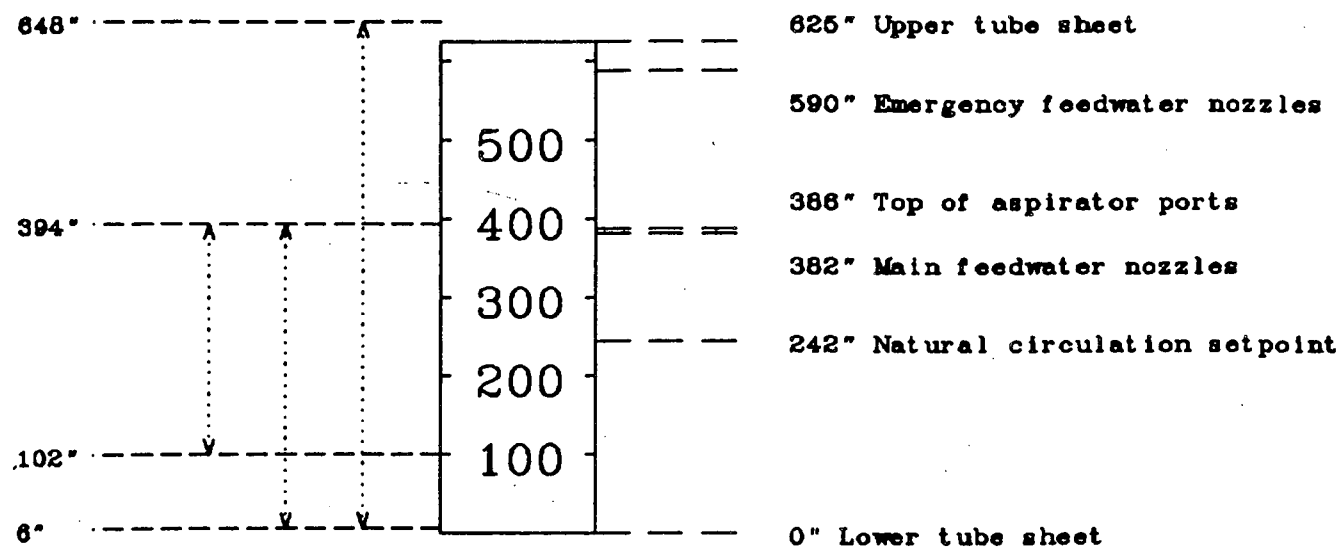 648"
625" Upper tube sheet
590" Emergency feedwater nozzles
500
386" Top of aspirator ports
394"
400
382" Main feedwater nozzles
300
242" Natural circulation setpoint
200
102"
100
6"
0" Lower tube sheet